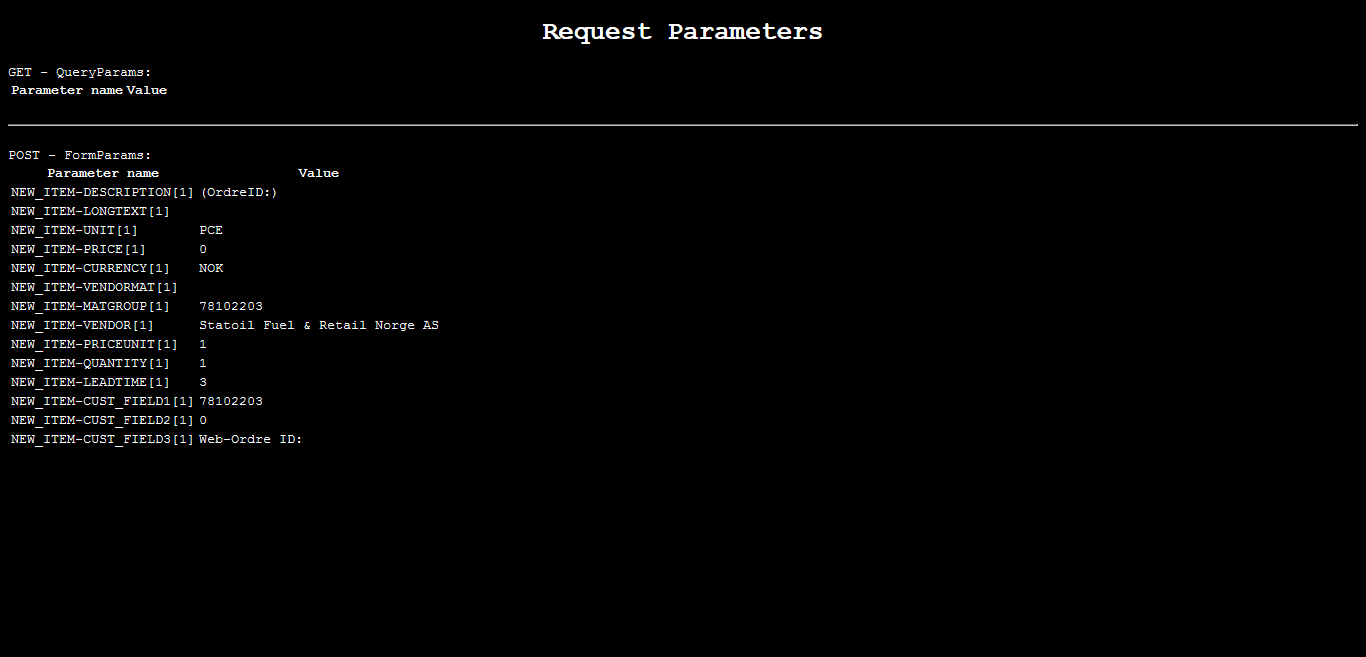 Request Parameters
GET - QueryParams:
Parameter name Value
POST - FormParams:
Parameter name Value
NEW_ITEM-DESCRIPTION[1] (OrdreID:)
NEW_ITEM-LONGTEXT[1]
NEW_ITEM-UNIT[1] PCE
NEW_ITEM-PRICE[1] 0
NEW_ITEM-CURRENCY[1] NOK
NEW_ITEM-VENDORMAT[1]
NEW_ITEM-MATGROUP[1] 78102203
NEW_ITEM-VENDOR[1] Statoil Fuel & Retail Norge AS
NEW_ITEM-PRICEUNIT[1] 1
NEW_ITEM-QUANTITY[1] 1
NEW_ITEM-LEADTIME[1] 3
NEW_ITEM-CUST_FIELD1[1] 78102203
NEW_ITEM-CUST_FIELD2[1] 0
NEW_ITEM-CUST_FIELD3[1] Web-Ordre ID: